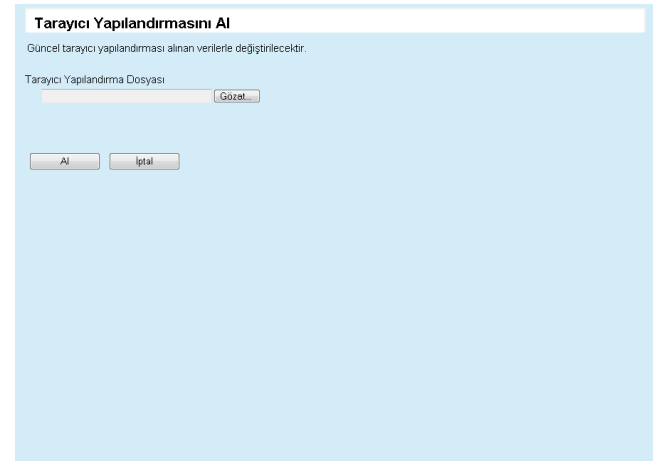 Tarayıcı Yapılandırmasını Al
Güncel tarayıcı yapılandırması alınan verilerle değiştirilecektir.
Tarayıcı Yapılandırma Dosyası
Gözat...
Al İptal